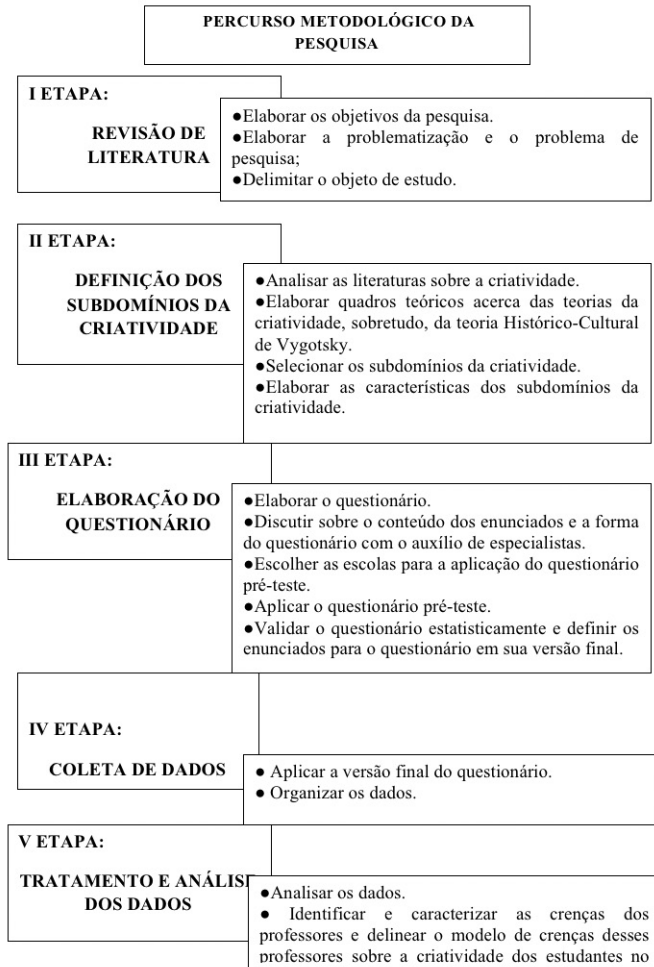 PERCURSO METODOLÓGICO DA
PESQUISA
I ETAPA:
REVISÃO DE
LITERATURA
●Elaborar os objetivos da pesquisa.
●Elaborar a problematização e o problema de
pesquisa;
●Delimitar o objeto de estudo.
II ETAPA:
DEFINIÇÃO DOS
SUBDOMÍNIOS DA
CRIATIVIDADE
●Analisar as literaturas sobre a criatividade.
●Elaborar quadros teóricos acerca das teorias da
criatividade, sobretudo, da teoria Histórico-Cultural
de Vygotsky.
●Selecionar os subdomínios da criatividade.
●Elaborar as características dos subdomínios da
criatividade.
III ETAPA:
ELABORAÇÃO DO
QUESTIONÁRIO
●Elaborar o questionário.
●Discutir sobre o conteúdo dos enunciados e a forma
do questionário com o auxílio de especialistas.
●Escolher as escolas para a aplicação do questionário
pré-teste.
●Aplicar o questionário pré-teste.
●Validar o questionário estatisticamente e definir os
enunciados para o questionário em sua versão final.
IV ETAPA:
COLETA DE DADOS
● Aplicar a versão final do questionário.
● Organizar os dados.
V ETAPA:
TRATAMENTO E ANÁLISE
DOS DADOS
●Analisar os dados.
● Identificar e caracterizar as crenças dos
professores e delinear o modelo de crenças desses
professores sobre a criatividade dos estudantes no